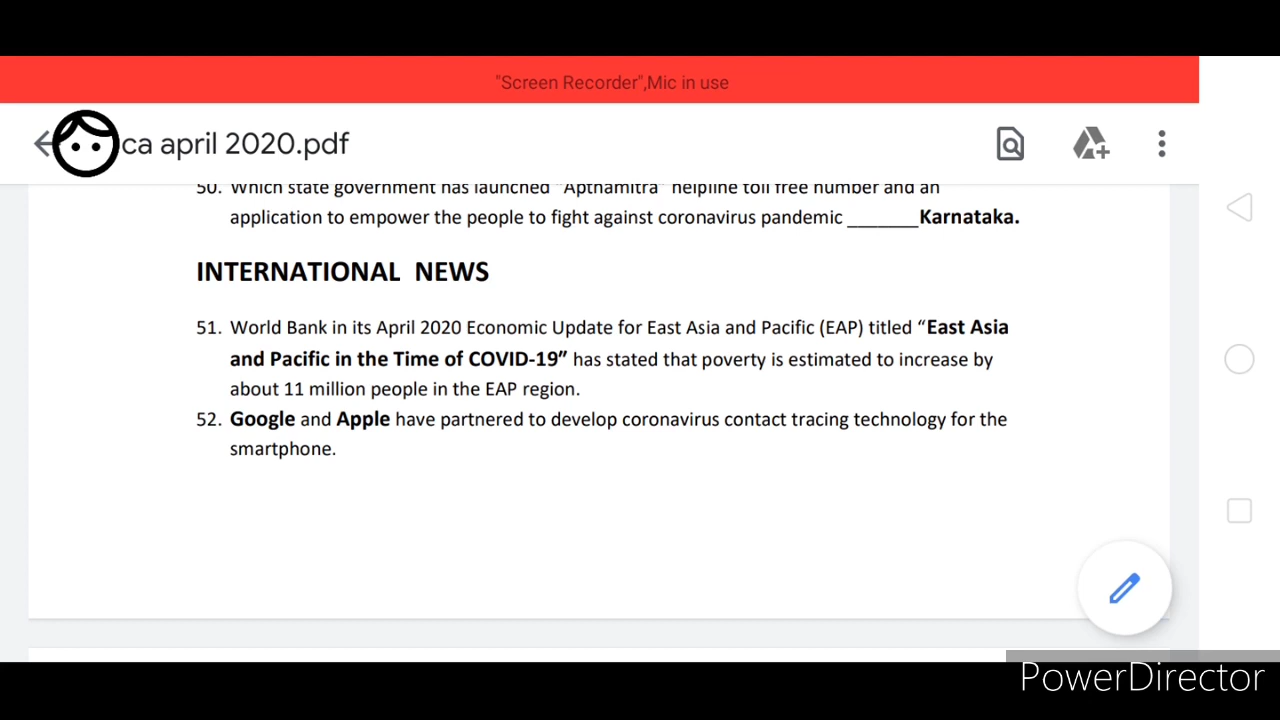 "Screen Recorder",Mic in use
ca april 2020.pdf
50. Which state government has launched "Apthamitra" helpline toll free number and an
application to empower the people to fight against coronavirus pandemic _______Karnataka.
INTERNATIONAL NEWS
51. World Bank in its April 2020 Economic Update for East Asia and Pacific (EAP) titled “East Asia
and Pacific in the Time of COVID-19” has stated that poverty is estimated to increase by
about 11 million people in the EAP region.
52. Google and Apple have partnered to develop coronavirus contact tracing technology for the
smartphone.
PowerDirector